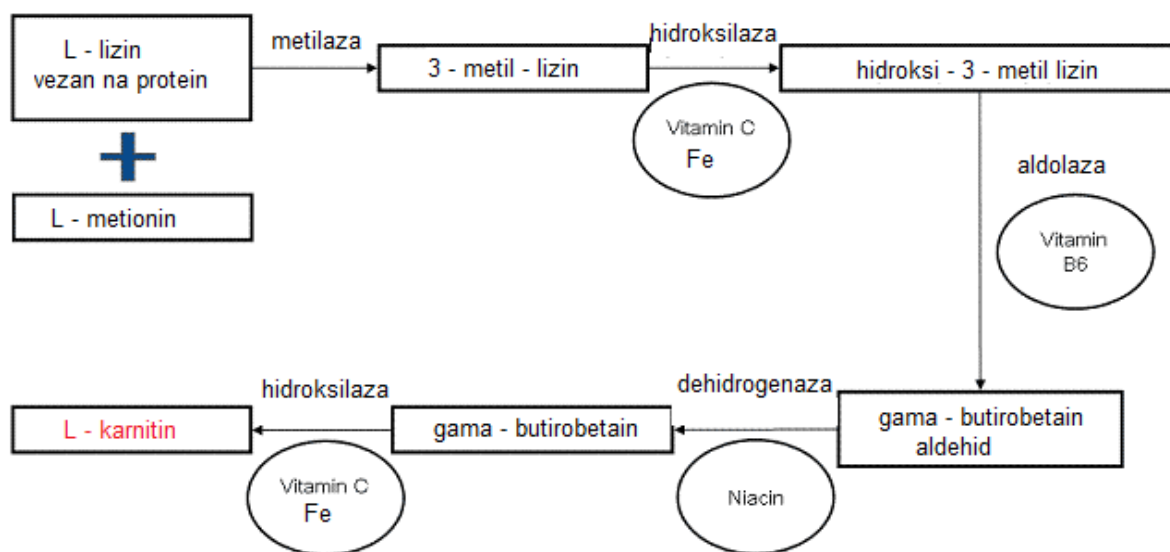 L - lizin
vezan na protein
metilaza
3 - metil - lizin
hidroksilaza
hidroksi - 3 - metil lizin
Vitamin C
Fe
L - metionin
aldolaza
Vitamin
B6
hidroksilaza
dehidrogenaza
L - karnitin
gama - butirobetain
gama - butirobetain
aldehid
Vitamin C
Fe
Niacin